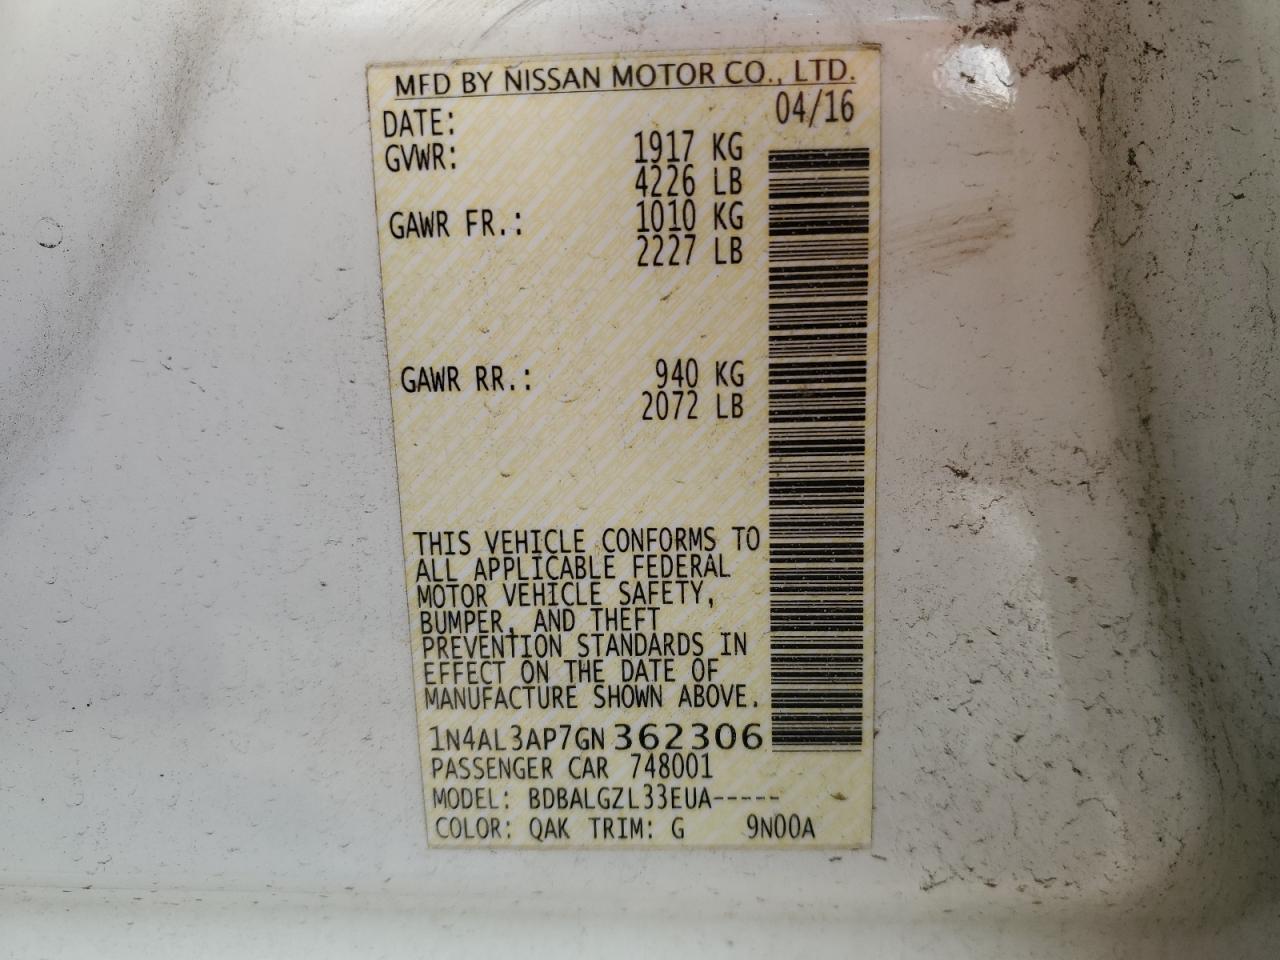 MFD BY NISSAN MOTOR CO., LTD.
DATE: 04/16
GVWR: 1917 KG
4226 LB
GAWR FR.: 1010 KG
2227 LB
GAWR RR.: 940 KG
2072 LB
THIS VEHICLE CONFORMS TO
ALL APPLICABLE FEDERAL
MOTOR VEHICLE SAFETY,
BUMPER, AND THEFT
PREVENTION STANDARDS IN
EFFECT ON THE DATE OF
MANUFACTURE SHOWN ABOVE.
1N4AL3AP7GN362306
PASSENGER CAR 748001
MODEL: BDBALGZL33EUA-----
COLOR: QAK TRIM: G 9N00A